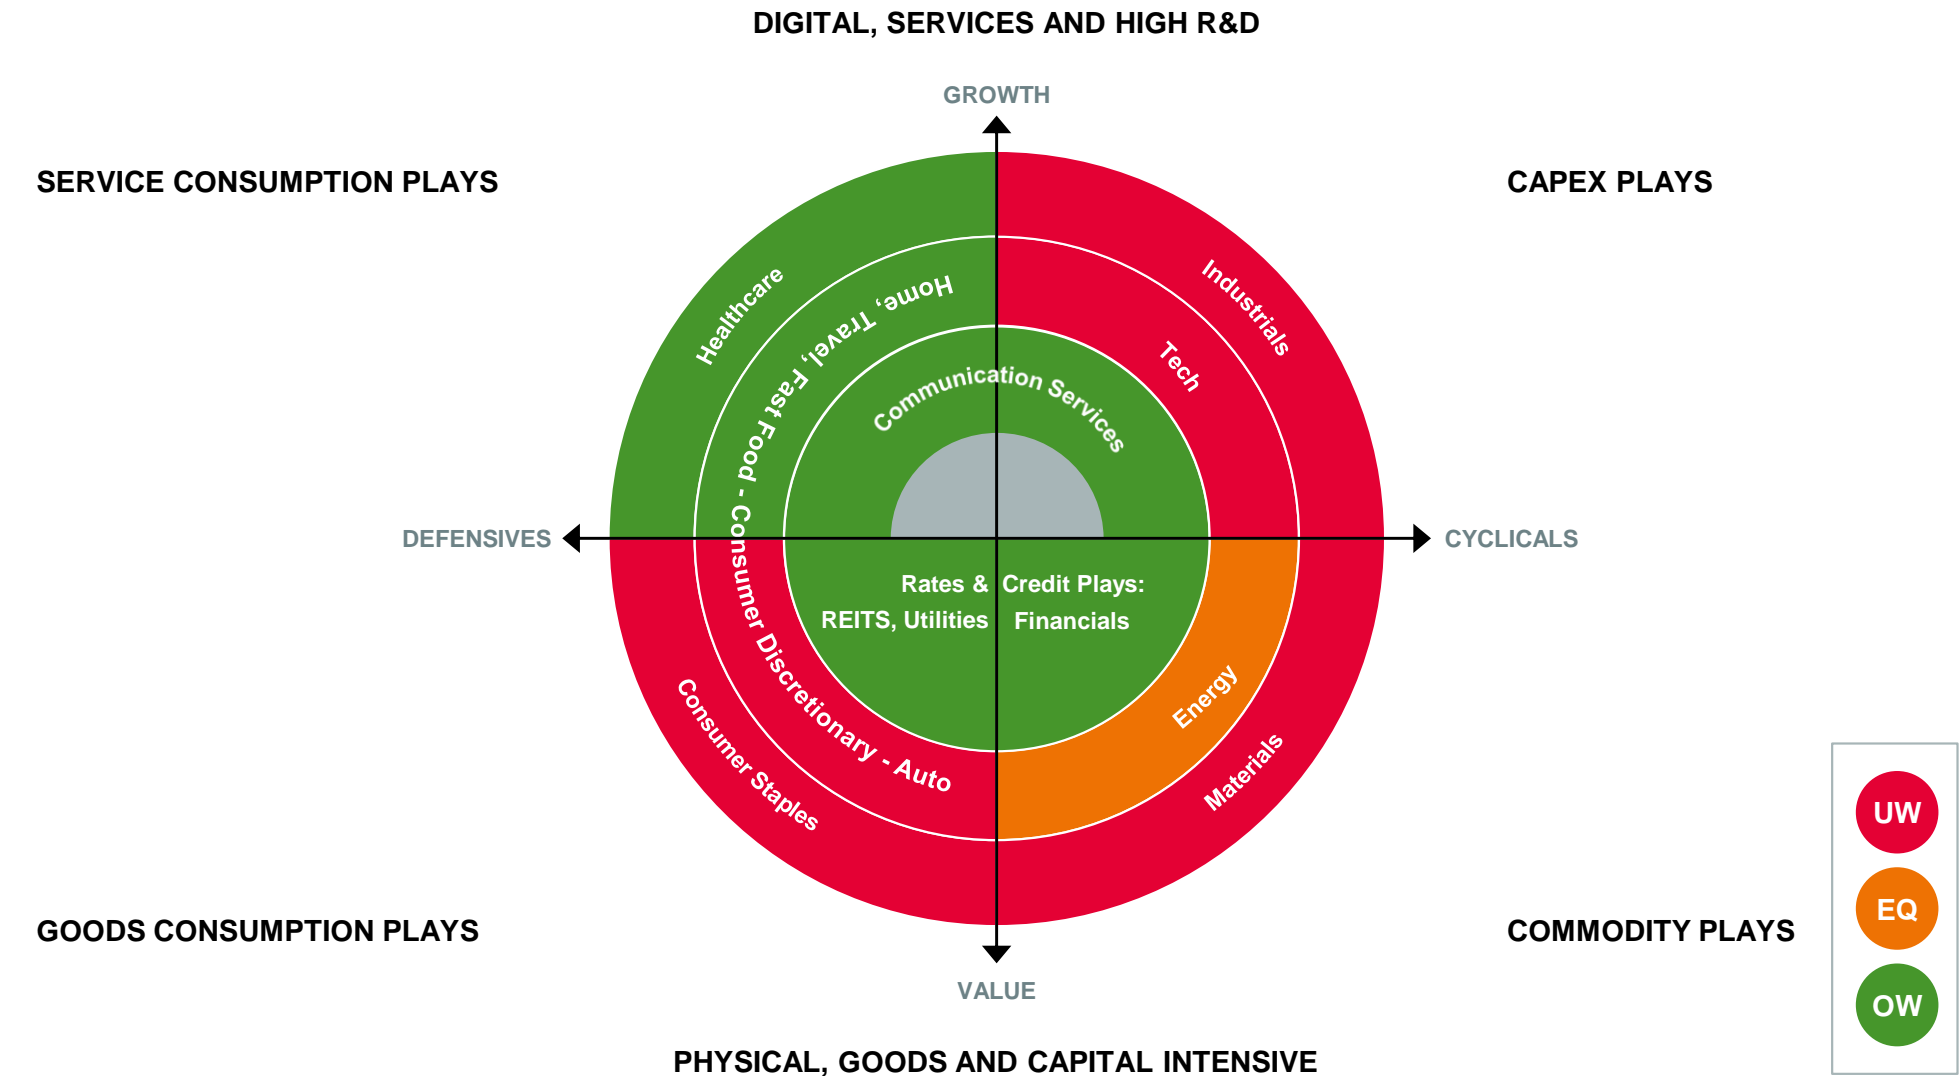 DIGITAL, SERVICES AND HIGH R&D
GROWTH
SERVICE CONSUMPTION PLAYS
CAPEX PLAYS
Healthcare
Home, Travel, Fast Food - Consumer Discretionary - Auto
Industrials
Tech
Communication Services
DEFENSIVES
CYCLICALS
Rates & Credit Plays:
REITS, Utilities Financials
Energy
Materials
Consumer Staples
UW
EQ
OW
GOODS CONSUMPTION PLAYS
COMMODITY PLAYS
VALUE
PHYSICAL, GOODS AND CAPITAL INTENSIVE